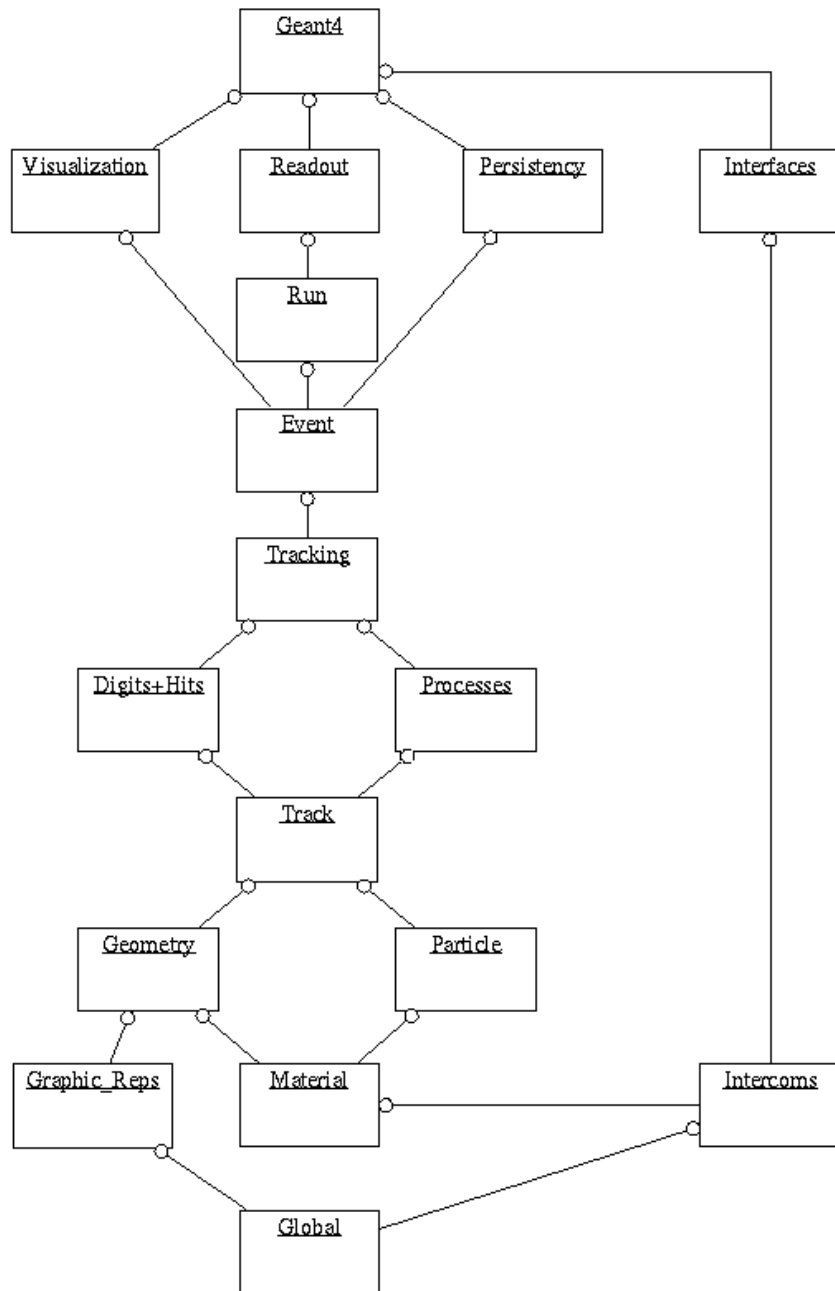 Geant4
Visualization
Readout
Persistency
Interfaces
Run
Event
Tracking
Digits+Hits
Processes
Track
Geometry
Particle
Graphic_Reps
Material
Intercoms
Global